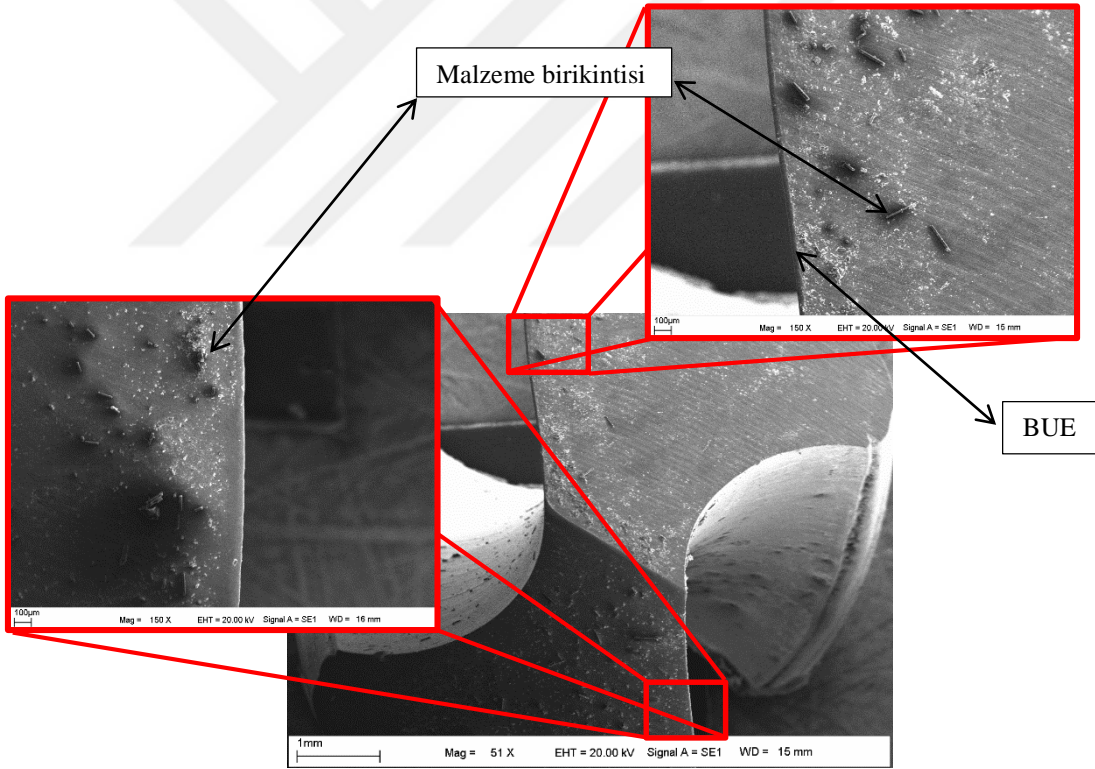 Malzeme birikintisi
100µm
Mag = 150 X EHT = 20.00 kV Signal A = SE1 WD = 15 mm
BUE
100µm
Mag = 150 X EHT = 20.00 kV Signal A = SE1 WD = 16 mm
1mm
Mag = 51 X EHT = 20.00 kV Signal A = SE1 WD = 15 mm